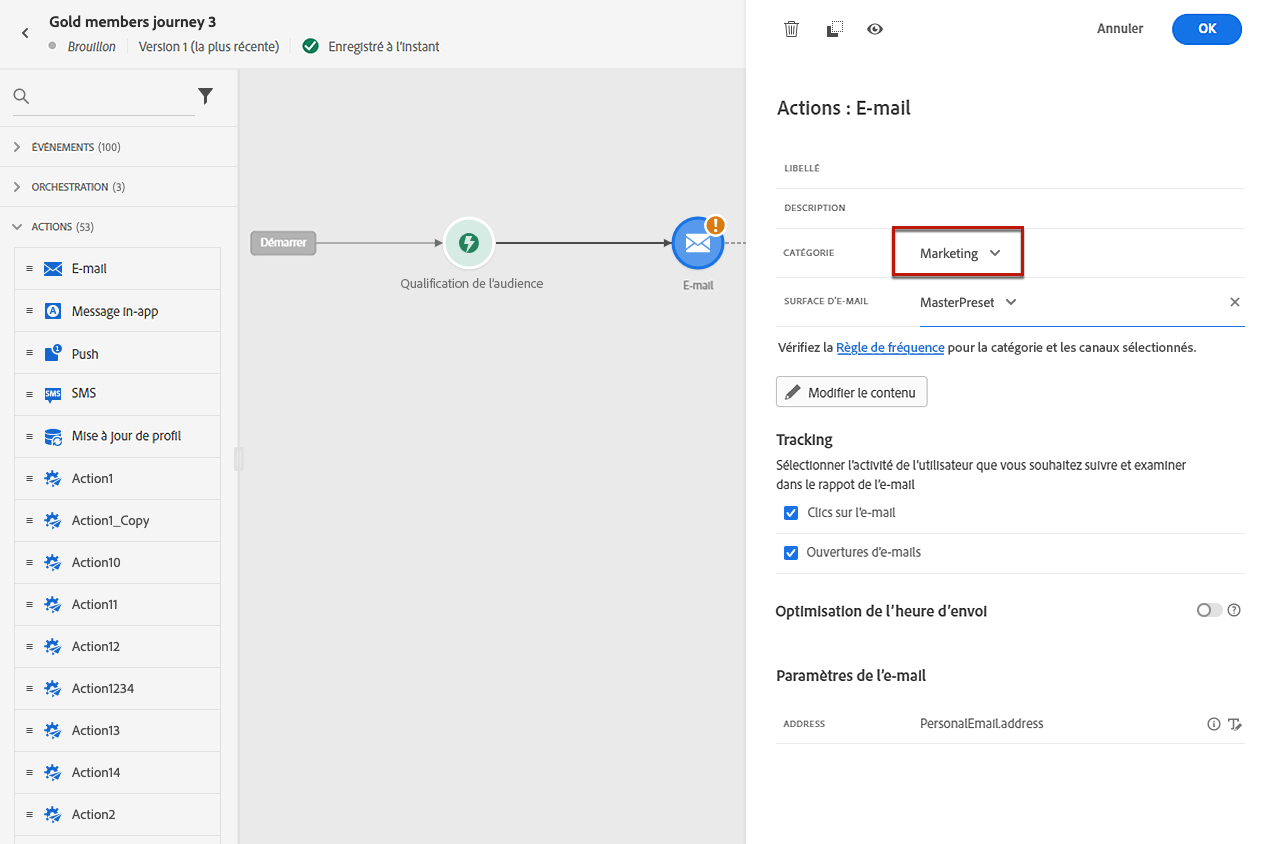 Gold members journey 3
Brouillon
Version 1 (la plus récente)
Enregistré à l'instant
Annuler
OK
ÉVÉNEMENTS (100)
ORCHESTRATION (3)
ACTIONS (53)
E-mail
Message in-app
Push
SMS
SMS
Mise à jour de profil
Action1
Action1_Copy
Action10
Action11
Action12
Action1234
Action13
Action14
Action2
Démarrer
Qualification de l'audience
E-mail
Actions : E-mail
LIBELLÉ
DESCRIPTION
CATÉGORIE
Marketing
SURFACE D'E-MAIL
MasterPreset
Vérifiez la Règle de fréquence pour la catégorie et les canaux sélectionnés.
Modifier le contenu
Tracking
Sélectionner l'activité de l'utilisateur que vous souhaitez suivre et examiner
dans le rappot de l'e-mail
Clics sur l'e-mail
Ouvertures d'e-mails
Optimisation de l'heure d'envoi
Paramètres de l'e-mail
ADDRESS
PersonalEmail.address